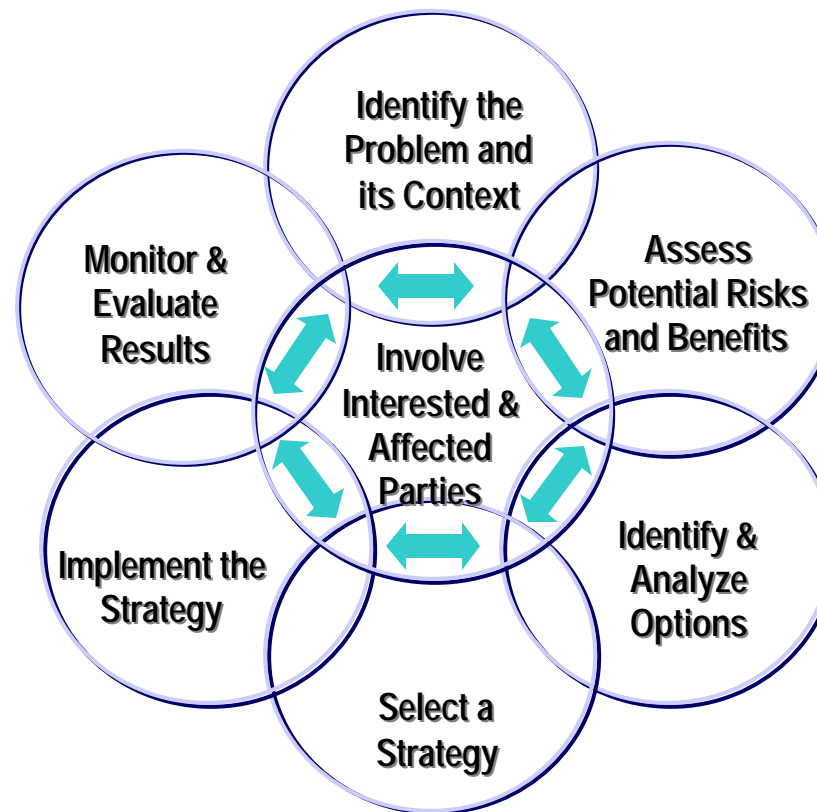 Identify the
Problem and
its Context
Assess
Potential Risks
and Benefits
Identify &
Analyze
Options
Select a
Strategy
Implement the
Strategy
Monitor &
Evaluate
Results
Involve
Interested &
Affected
Parties